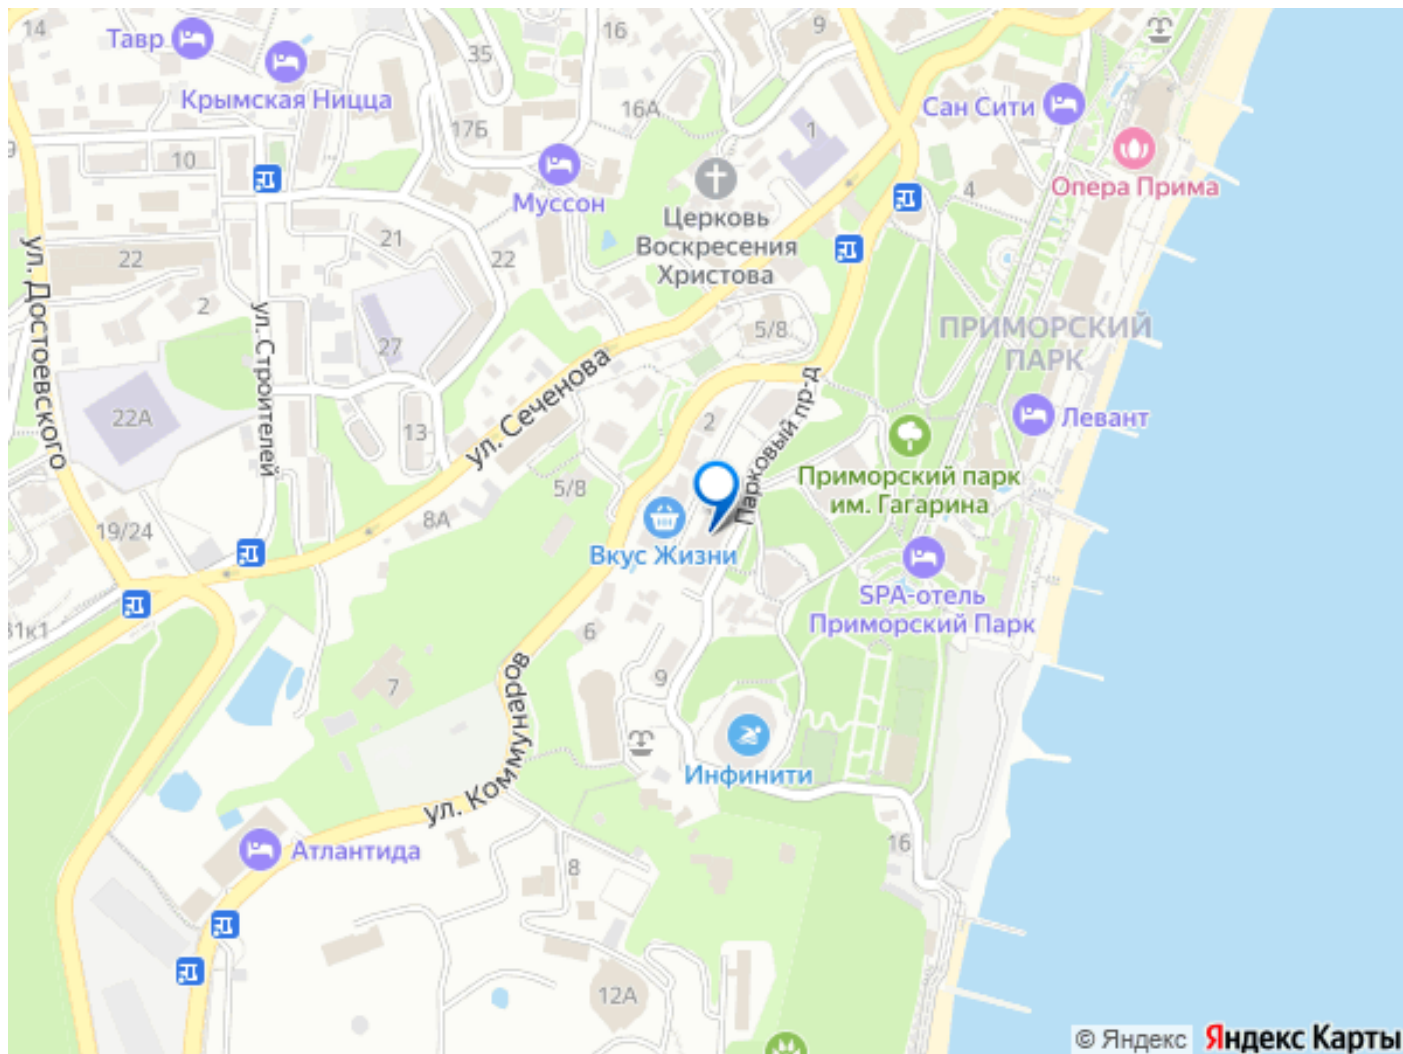 14
Тавр
Крымская Ницца
35
16
9
16А
17Б
1
Сан Сити
Опера Прима
10
Муссон
Церковь
Воскресения
Христова
4
21
22
22
2
ул. Достоевского
ул. Строителей
27
5/8
ПРИМОРСКИЙ
ПАРК
22А
13
ул. Сеченова
2
Парковый пр-д
Левант
Приморский парк
им. Гагарина
5/8
8А
19/24
Вкус Жизни
SPA-отель
Приморский Парк
31к1
6
7
9
ул. Коммунаров
Инфинити
Атлантида
8
16
12А
© Яндекс
Яндекс Карты